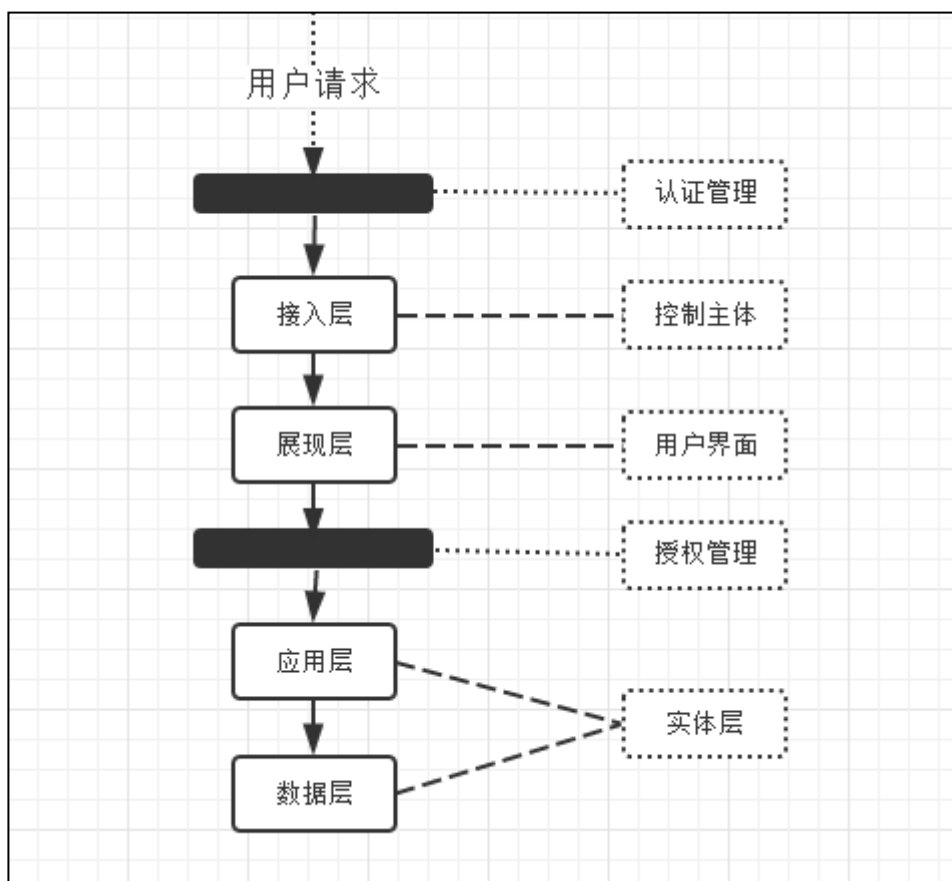 用户请求
认证管理
接入层
控制主体
展现层
用户界面
授权管理
应用层
实体层
数据层